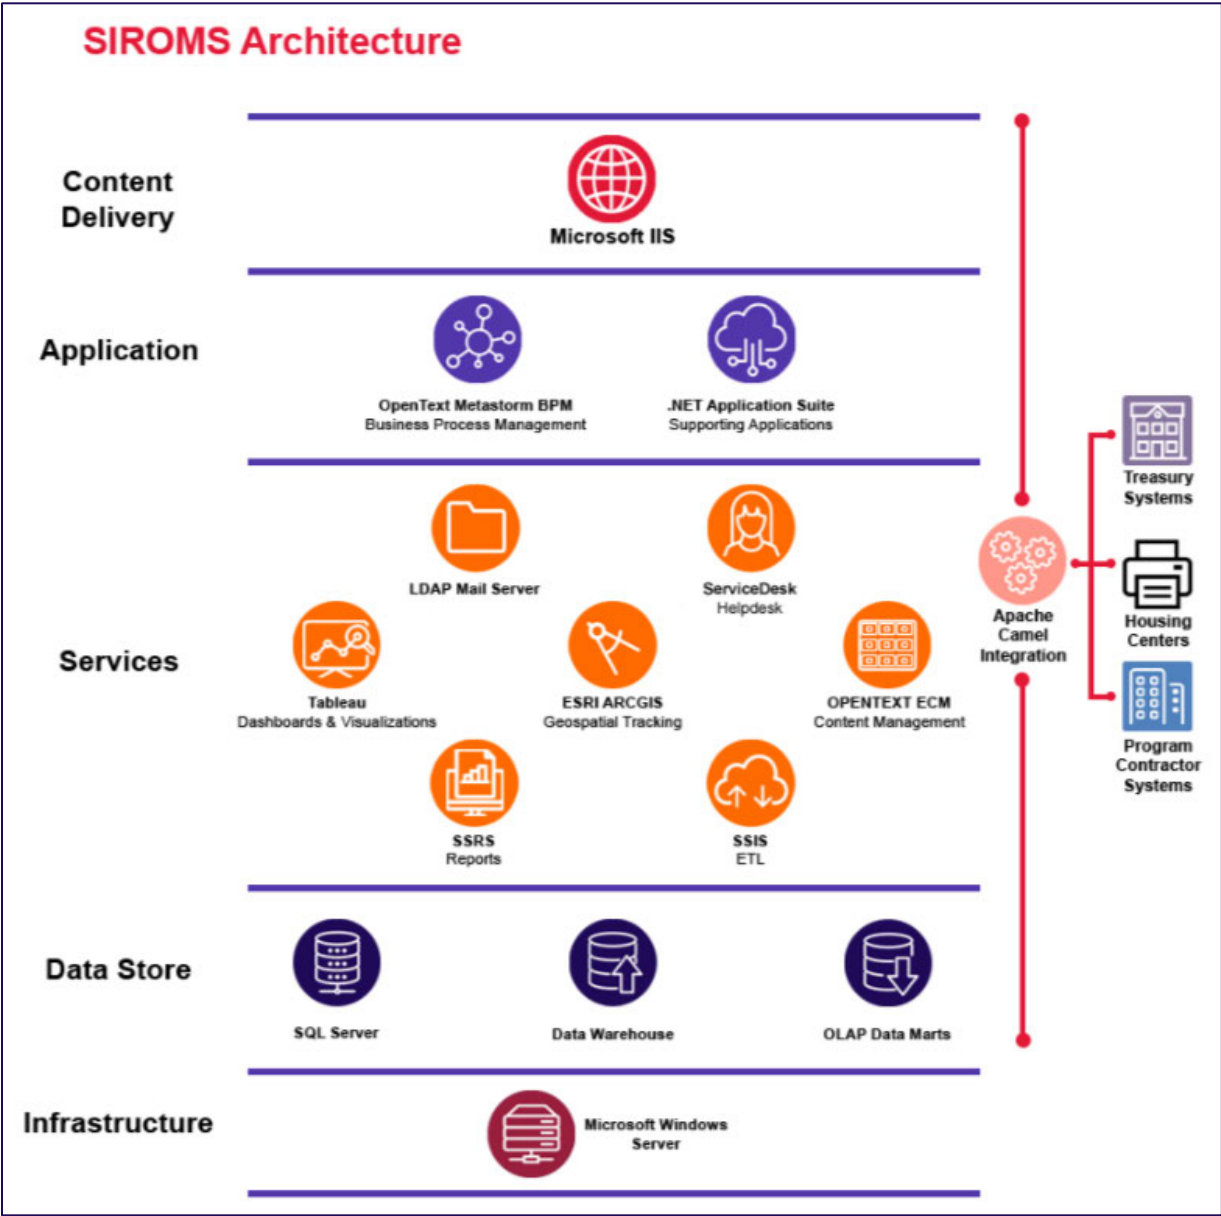 SIROMS Architecture
Content
Delivery
Microsoft IIS
Application
OpenText Metastorm BPM
Business Process Management
.NET Application Suite
Supporting Applications
Services
LDAP Mail Server
ServiceDesk
Helpdesk
Tableau
Dashboards & Visualizations
ESRI ARCGIS
Geospatial Tracking
OPENTEXT ECM
Content Management
SSRS
Reports
SSIS
ETL
Apache
Camel
Integration
Treasury
Systems
Housing
Centers
Program
Contractor
Systems
Data Store
SQL Server
Data Warehouse
OLAP Data Marts
Infrastructure
Microsoft Windows
Server